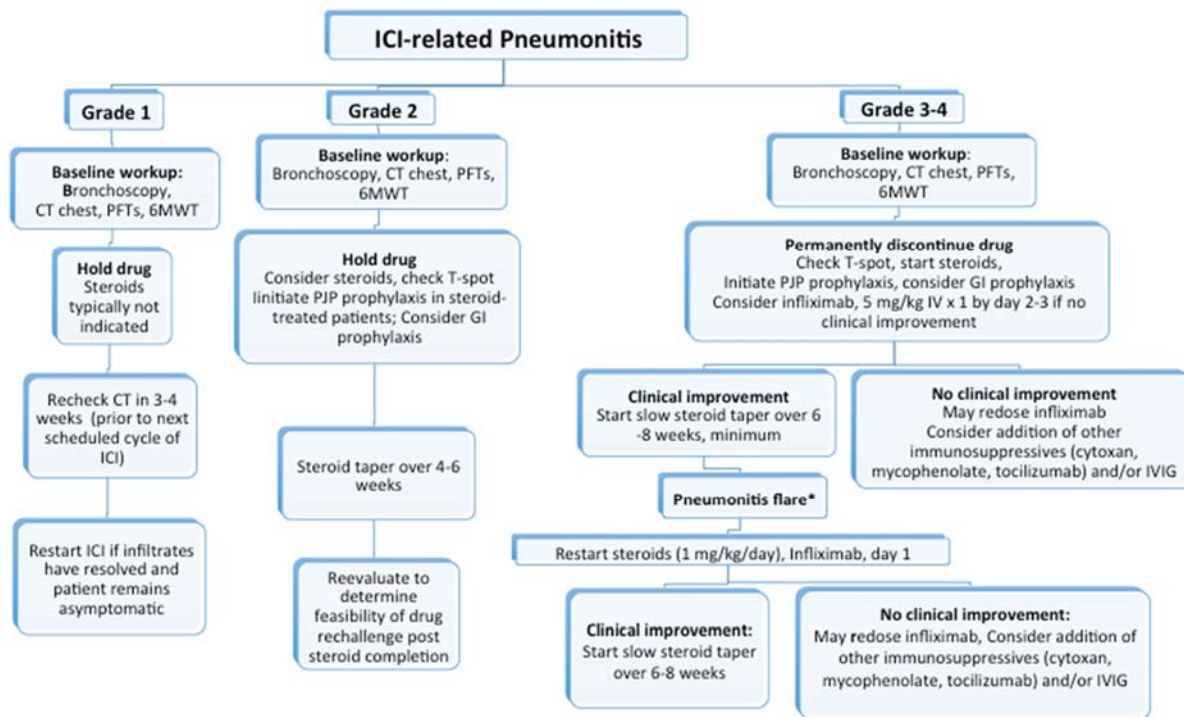 ICI-related Pneumonitis
Grade 1
Baseline workup:
Bronchoscopy,
CT chest, PFTs, 6MWT
Hold drug
Steroids
typically not
indicated
Recheck CT in 3-4
weeks (prior to next
scheduled cycle of
ICI)
Restart ICI if infiltrates
have resolved and
patient remains
asymptomatic
Grade 2
Baseline workup:
Bronchoscopy, CT chest, PFTs,
6MWT
Hold drug
Consider steroids, check T-spot
Iinitiate PJP prophylaxis in steroid-
treated patients; Consider GI
prophylaxis
Steroid taper over 4-6
weeks
Reevaluate to
determine
feasibility of drug
rechallenge post
steroid completion
Grade 3-4
Baseline workup:
Bronchoscopy, CT chest, PFTs,
6MWT
Permanently discontinue drug
Check T-spot, start steroids,
Initiate PJP prophylaxis, consider GI prophylaxis
Consider infliximab, 5 mg/kg IV x 1 by day 2-3 if no
clinical improvement
Clinical improvement
Start slow steroid taper over 6
-8 weeks, minimum
No clinical improvement
May redose infliximab
Consider addition of other
immunosuppressives (cytoxan,
mycophenolate, tocilizumab) and/or IVIG
Pneumonitis flare*
Restart steroids (1 mg/kg/day), Infliximab, day 1
Clinical improvement:
Start slow steroid taper
over 6-8 weeks
No clinical improvement:
May redose infliximab, Consider addition of
other immunosuppressives (cytoxan,
mycophenolate, tocilizumab) and/or IVIG